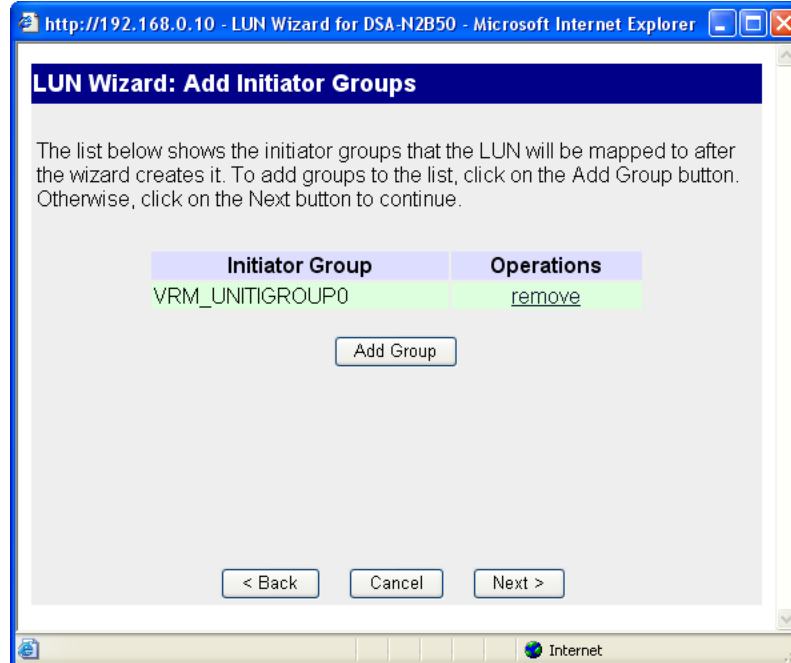 http://192.168.0.10 - LUN Wizard for DSA-N2B50 - Microsoft Internet Explorer
LUN Wizard: Add Initiator Groups
The list below shows the initiator groups that the LUN will be mapped to after
the wizard creates it. To add groups to the list, click on the Add Group button.
Otherwise, click on the Next button to continue.
Initiator Group Operations
VRM_UNITIGROUP0 remove
Add Group
< Back Cancel Next >
Internet